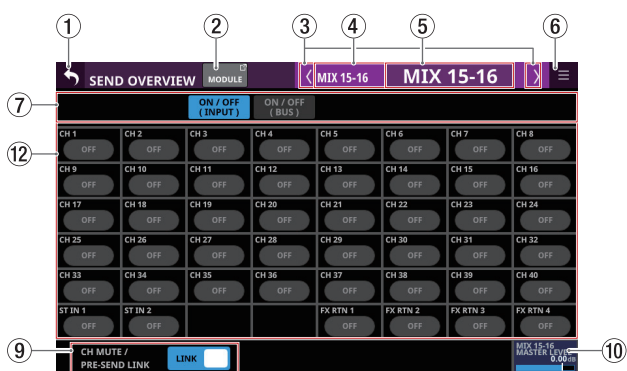 1 2 3 4 5 6
SEND OVERVIEW MODULE MIX 15-16 MIX 15-16
7
ON / OFF ON / OFF
( INPUT ) ( BUS )
12
CH 1 CH 2 CH 3 CH 4 CH 5 CH 6 CH 7 CH 8
OFF OFF OFF OFF OFF OFF OFF OFF
CH 9 CH 10 CH 11 CH 12 CH 13 CH 14 CH 15 CH 16
OFF OFF OFF OFF OFF OFF OFF OFF
CH 17 CH 18 CH 19 CH 20 CH 21 CH 22 CH 23 CH 24
OFF OFF OFF OFF OFF OFF OFF OFF
CH 25 CH 26 CH 27 CH 28 CH 29 CH 30 CH 31 CH 32
OFF OFF OFF OFF OFF OFF OFF OFF
CH 33 CH 34 CH 35 CH 36 CH 37 CH 38 CH 39 CH 40
OFF OFF OFF OFF OFF OFF OFF OFF
ST IN 1 ST IN 2 FX RTN 1 FX RTN 2 FX RTN 3 FX RTN 4
OFF OFF OFF OFF OFF OFF
9
CH MUTE /
PRE-SEND LINK
LINK
MIX 15-16
MASTER LEVEL
0.00dB
10